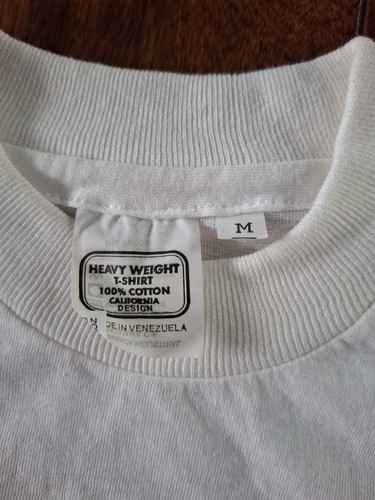 HEAVY WEIGHT
T-SHIRT
100% COTTON
CALIFORNIA
DESIGN
DE IN VENEZUELA
M